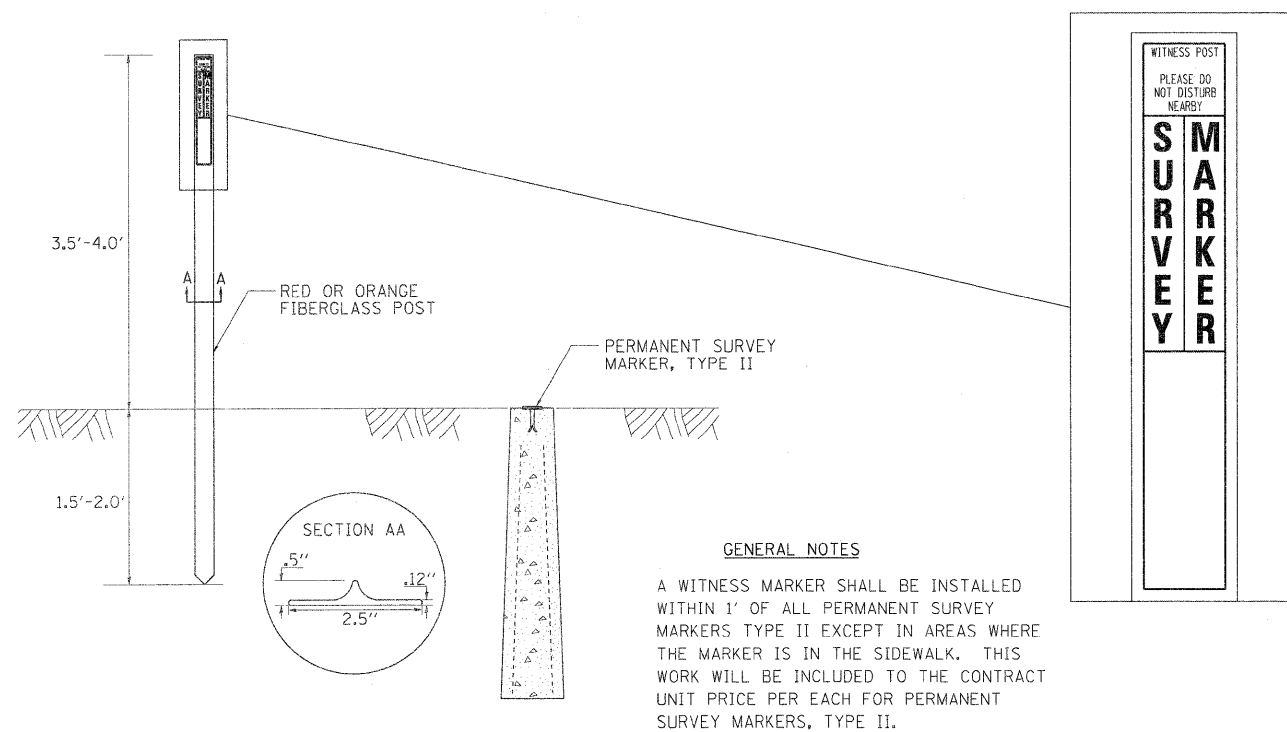 WITNESS POST
PLEASE DO
NOT DISTURB
NEARBY
SURVEY
MARKER
SURVEY
MARKER
3.5'-4.0'
A A
RED OR ORANGE
FIBERGLASS POST
PERMANENT SURVEY
MARKER, TYPE II
1.5'-2.0'
SECTION AA
.5"
.12"
2.5"
GENERAL NOTES
A WITNESS MARKER SHALL BE INSTALLED
WITHIN 1' OF ALL PERMANENT SURVEY
MARKERS TYPE II EXCEPT IN AREAS WHERE
THE MARKER IS IN THE SIDEWALK. THIS
WORK WILL BE INCLUDED TO THE CONTRACT
UNIT PRICE PER EACH FOR PERMANENT
SURVEY MARKERS, TYPE II.